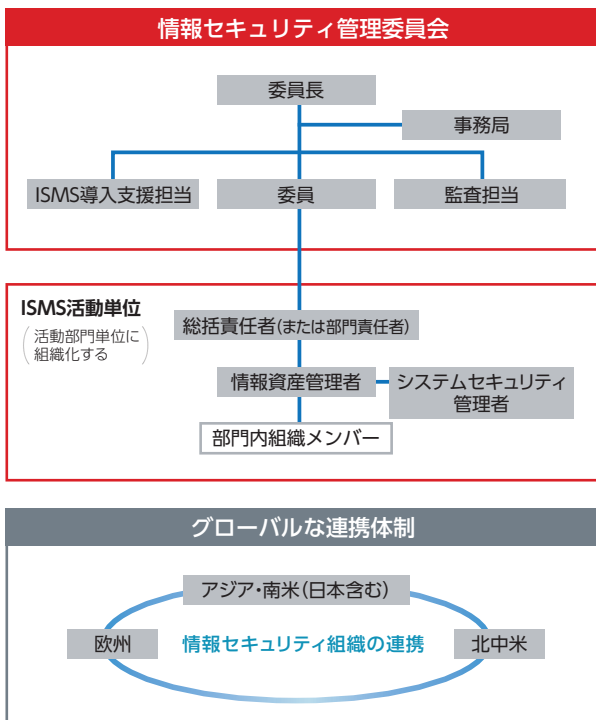 情報セキュリティ管理委員会
委員長
事務局
ISMS導入支援担当
委員
監査担当
ISMS活動単位
(活動部門単位に
組織化する)
総括責任者(または部門責任者)
情報資産管理者
システムセキュリティ
管理者
部門内組織メンバー
グローバルな連携体制
アジア・南米(日本含む)
欧州
情報セキュリティ組織の連携
北中米